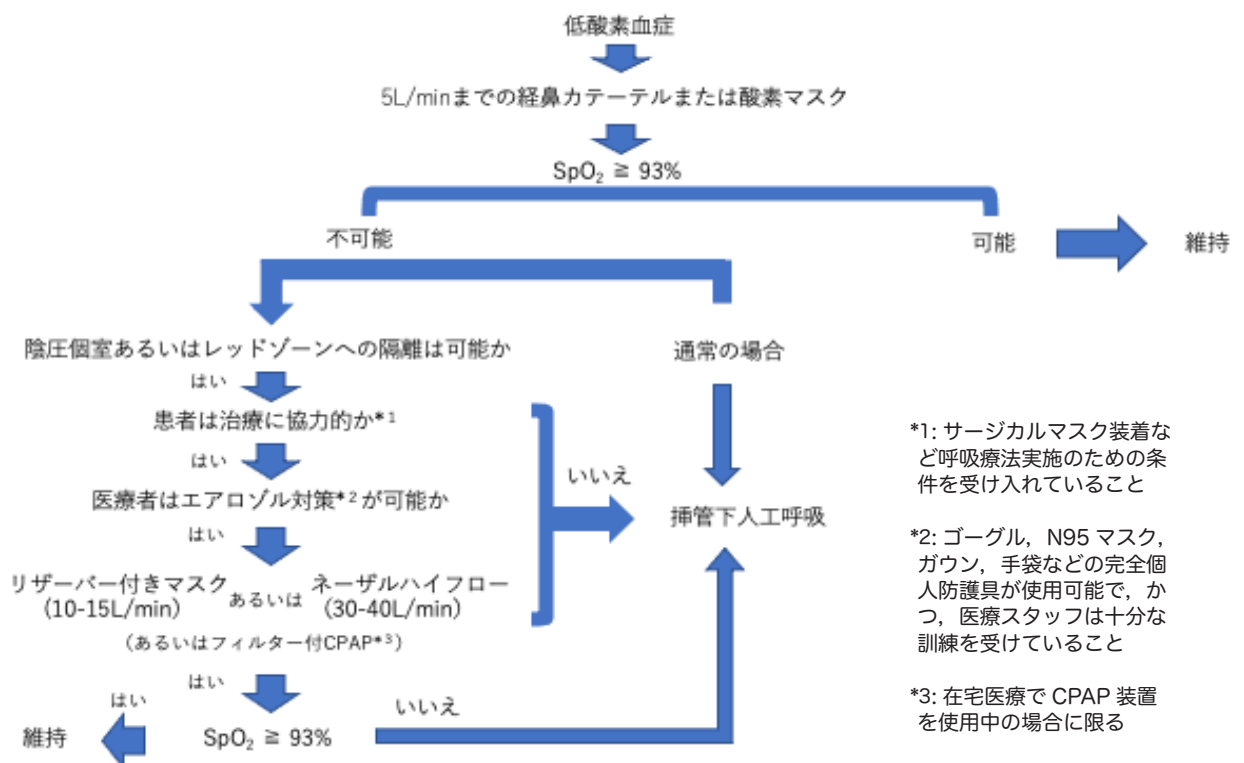 低酸素血症
5L/minまでの経鼻カテーテルまたは酸素マスク
SpO₂ ≧ 93%
不可能
可能
維持
陰圧個室あるいはレッドゾーンへの隔離は可能か
通常の場合
はい
患者は治療に協力的か*1
はい
いいえ
医療者はエアロゾル対策*2が可能か
挿管下人工呼吸
はい
リザーバー付きマスク あるいは ネーザルハイフロー
(10-15L/min) (30-40L/min)
(あるいはフィルター付CPAP*3)
はい
はい
いいえ
維持
SpO₂ ≧ 93%
*1: サージカルマスク装着な
ど呼吸療法実施のための条
件を受け入れていること
*2: ゴーグル，N95 マスク，
ガウン，手袋などの完全個
人防護具が使用可能で，か
つ，医療スタッフは十分な
訓練を受けていること
*3: 在宅医療で CPAP 装置
を使用中の場合に限る